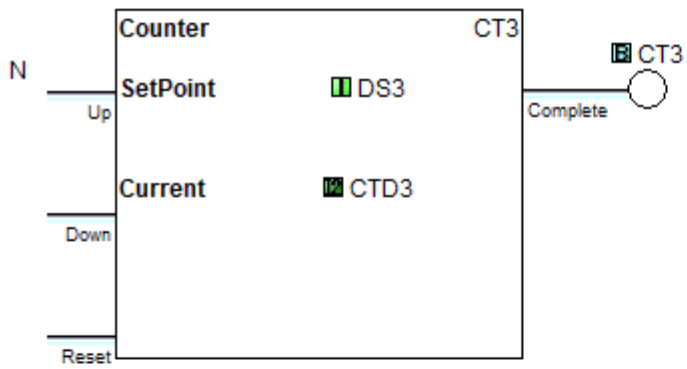 Counter CT3
B CT3
N
SetPoint DS3
Up
Complete
Current CTD3
Down
Reset